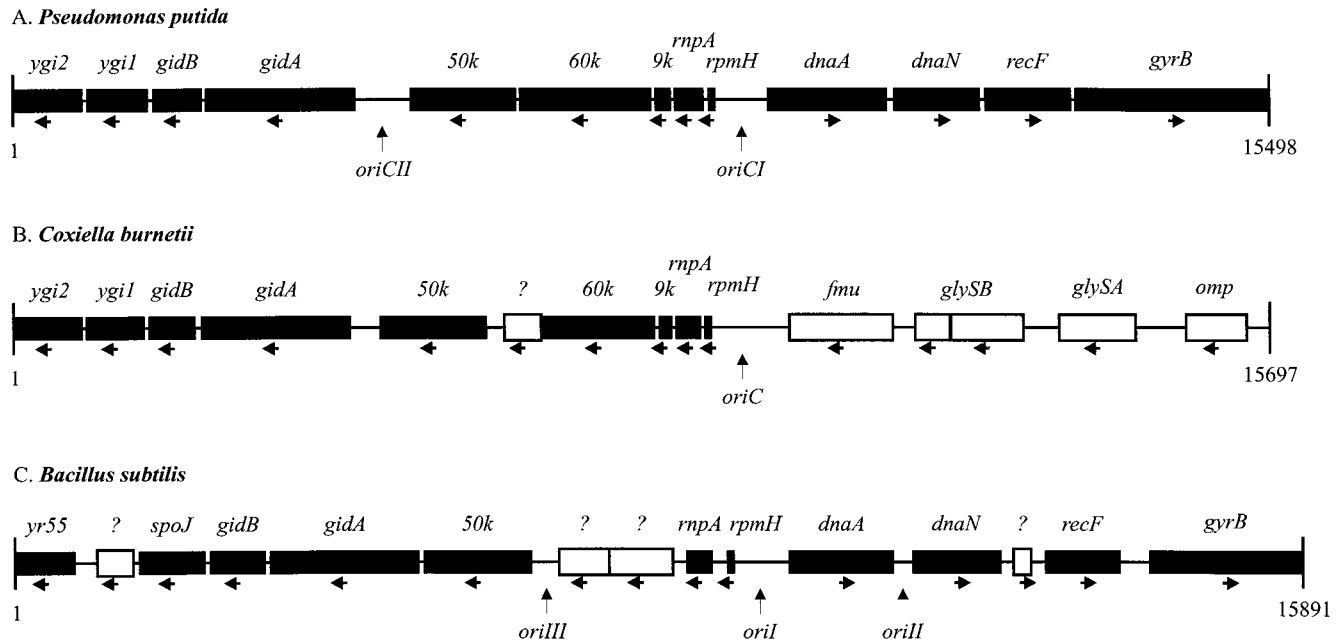 A. Pseudomonas putida
rnpA
ygi2 ygi1 gidB gidA 50k 60k 9k rpmH dnaA dnaN recF gyrB
1 15498
oriCII oriCI
B. Coxiella burnetii
rnpA
ygi2 ygi1 gidB gidA 50k ? 60k 9k rpmH fmu glySB glySA omp
1 15697
oriC
C. Bacillus subtilis
yr55 ? spoJ gidB gidA 50k ? ? rnpA rpmH dnaA dnaN ? recF gyrB
1 15891
oriIII oriI oriII